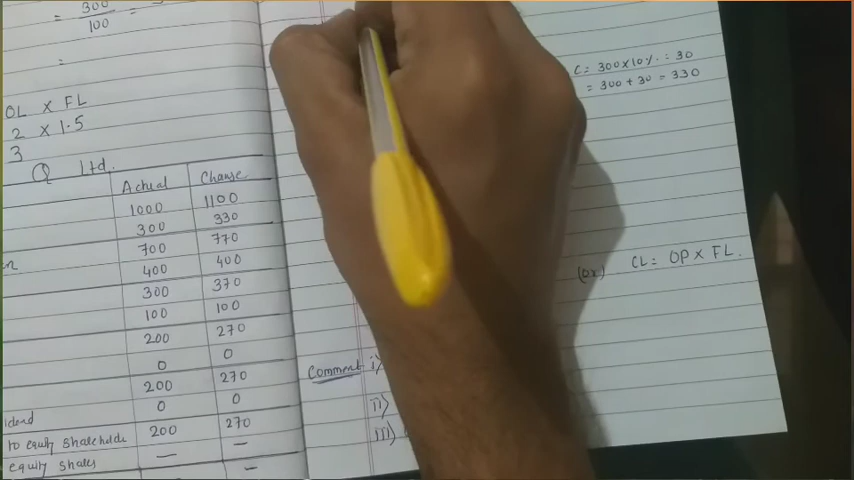 = 300
100 =
=
OL x FL
2 x 1.5
3
Q Ltd.
Actual Change
1000 1100
300 330
700 770
400 400
300 370
100 100
200 270
0 0
200 270
0 0
to equity shareholds 200 270
equity shares — —
—
C = 300 x 10% = 30
= 300 + 30 = 330
(or) CL = OP x FL.
Comment i)
ii)
iii)